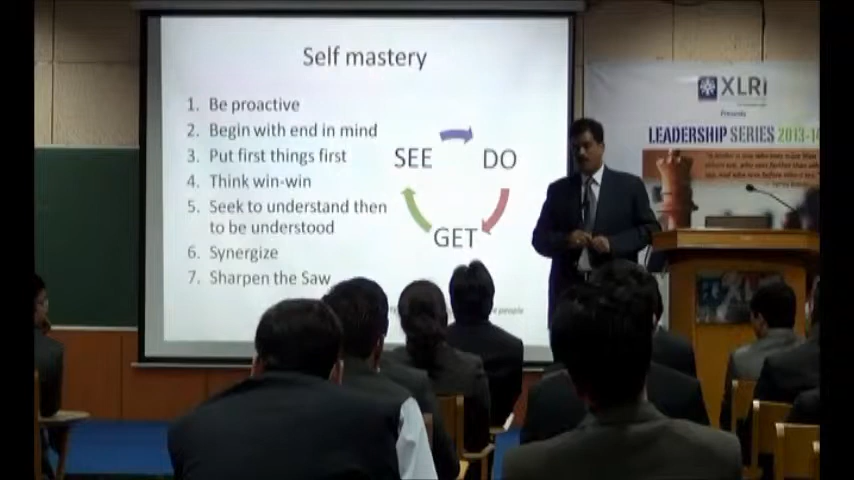 Self mastery
1. Be proactive
2. Begin with end in mind
3. Put first things first
4. Think win-win
5. Seek to understand then
to be understood
6. Synergize
7. Sharpen the Saw
SEE
DO
GET
people
XLRI
Presents
LEADERSHIP SERIES 2013-14